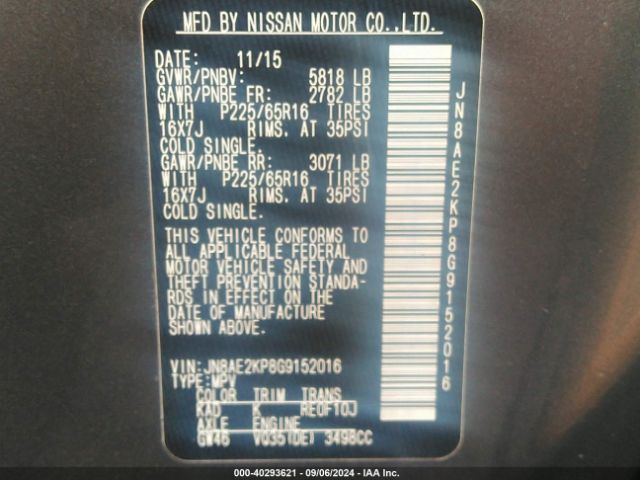 MFD BY NISSAN MOTOR CO.,LTD.
DATE: 11/15
GVWR/PNBV: 5818 LB
GAWR/PNBE FR: 2782 LB
WITH P225/65R16 TIRES
16X7J RIMS. AT 35PSI
COLD SINGLE.
GAWR/PNBE RR: 3071 LB
WITH P225/65R16 TIRES
16X7J RIMS. AT 35PSI
COLD SINGLE.
THIS VEHICLE CONFORMS TO
ALL APPLICABLE FEDERAL
MOTOR VEHICLE SAFETY AND
THEFT PREVENTION STANDA-
RDS IN EFFECT ON THE
DATE OF MANUFACTURE
SHOWN ABOVE.
VIN: JN8AE2KP8G9152016
TYPE: MPV
COLOR TRIM TRANS
KAD K RE0F10J
AXLE ENGINE
GW46 VQ35(DE) 3498CC
JN8AE2KP8G9152016
000-40293621 - 09/06/2024 - IAA Inc.